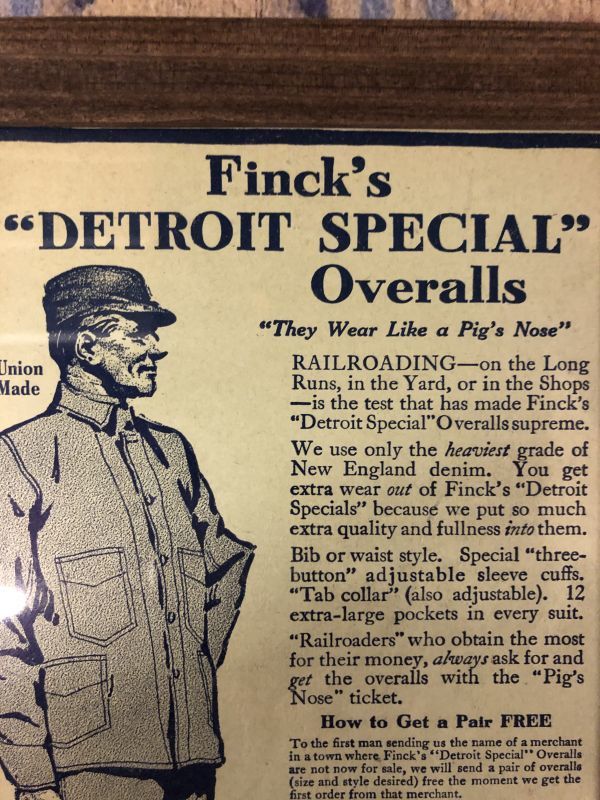 Finck's
"DETROIT SPECIAL"
Overalls
"They Wear Like a Pig's Nose"
Union
Made
RAILROADING—on the Long
Runs, in the Yard, or in the Shops
—is the test that has made Finck's
"Detroit Special" Overalls supreme.
We use only the heaviest grade of
New England denim. You get
extra wear out of Finck's "Detroit
Specials" because we put so much
extra quality and fullness into them.
Bib or waist style. Special "three-
button" adjustable sleeve cuffs.
"Tab collar" (also adjustable). 12
extra-large pockets in every suit.
"Railroaders" who obtain the most
for their money, always ask for and
get the overalls with the "Pig's
Nose" ticket.
How to Get a Pair FREE
To the first man sending us the name of a merchant
in a town where Finck's "Detroit Special" Overalls
are not now for sale, we will send a pair of overalls
(size and style desired) free the moment we get the
first order from that merchant.